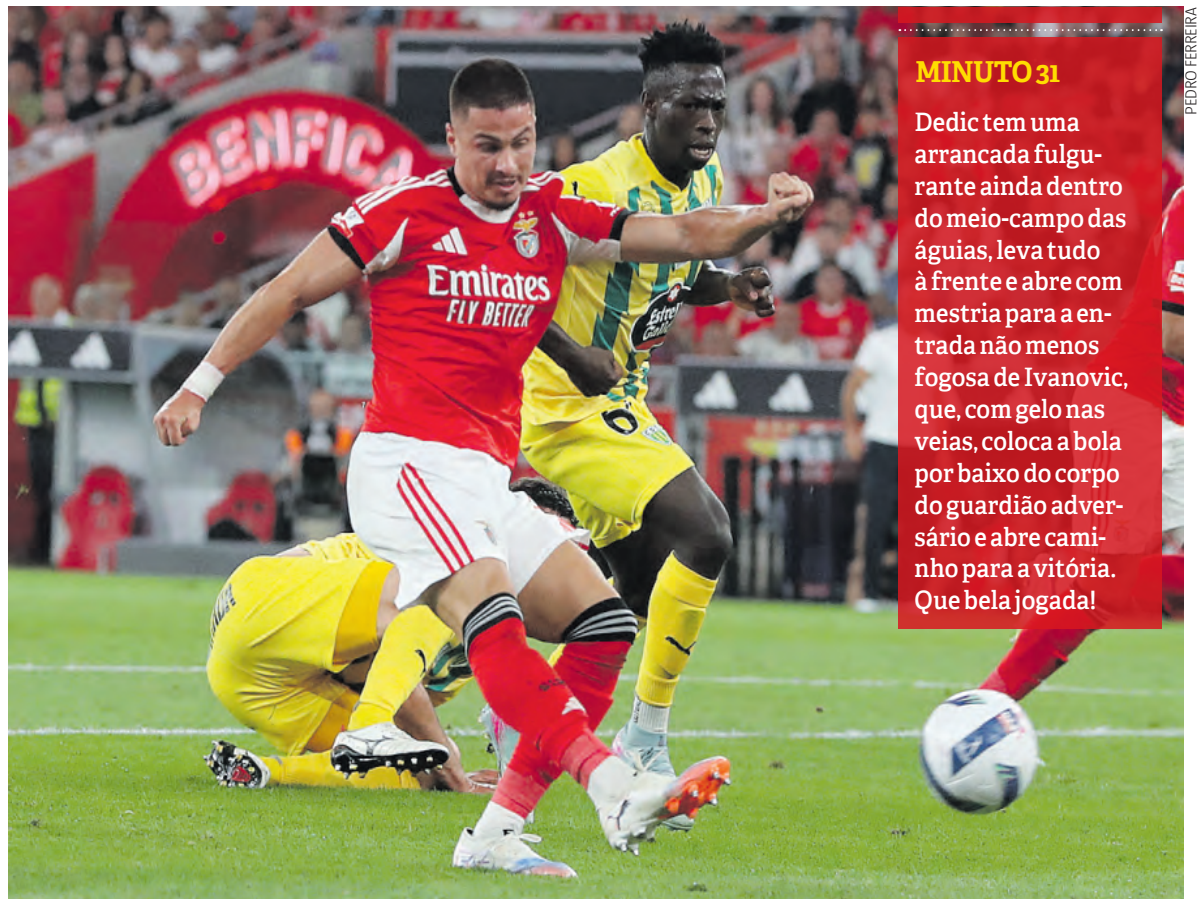 PEDRO FERREIRA
MINUTO 31
Dedic tem uma
arrancada fulgu-
rante ainda dentro
do meio-campo das
águias, leva tudo
à frente e abre com
mestria para a en-
trada não menos
fogosa de Ivanovic,
que, com gelo nas
veias, coloca a bola
por baixo do corpo
do guardião adver-
sário e abre cami-
nho para a vitória.
Que bela jogada!
BENFICA
Emirates
FLY BETTER
6